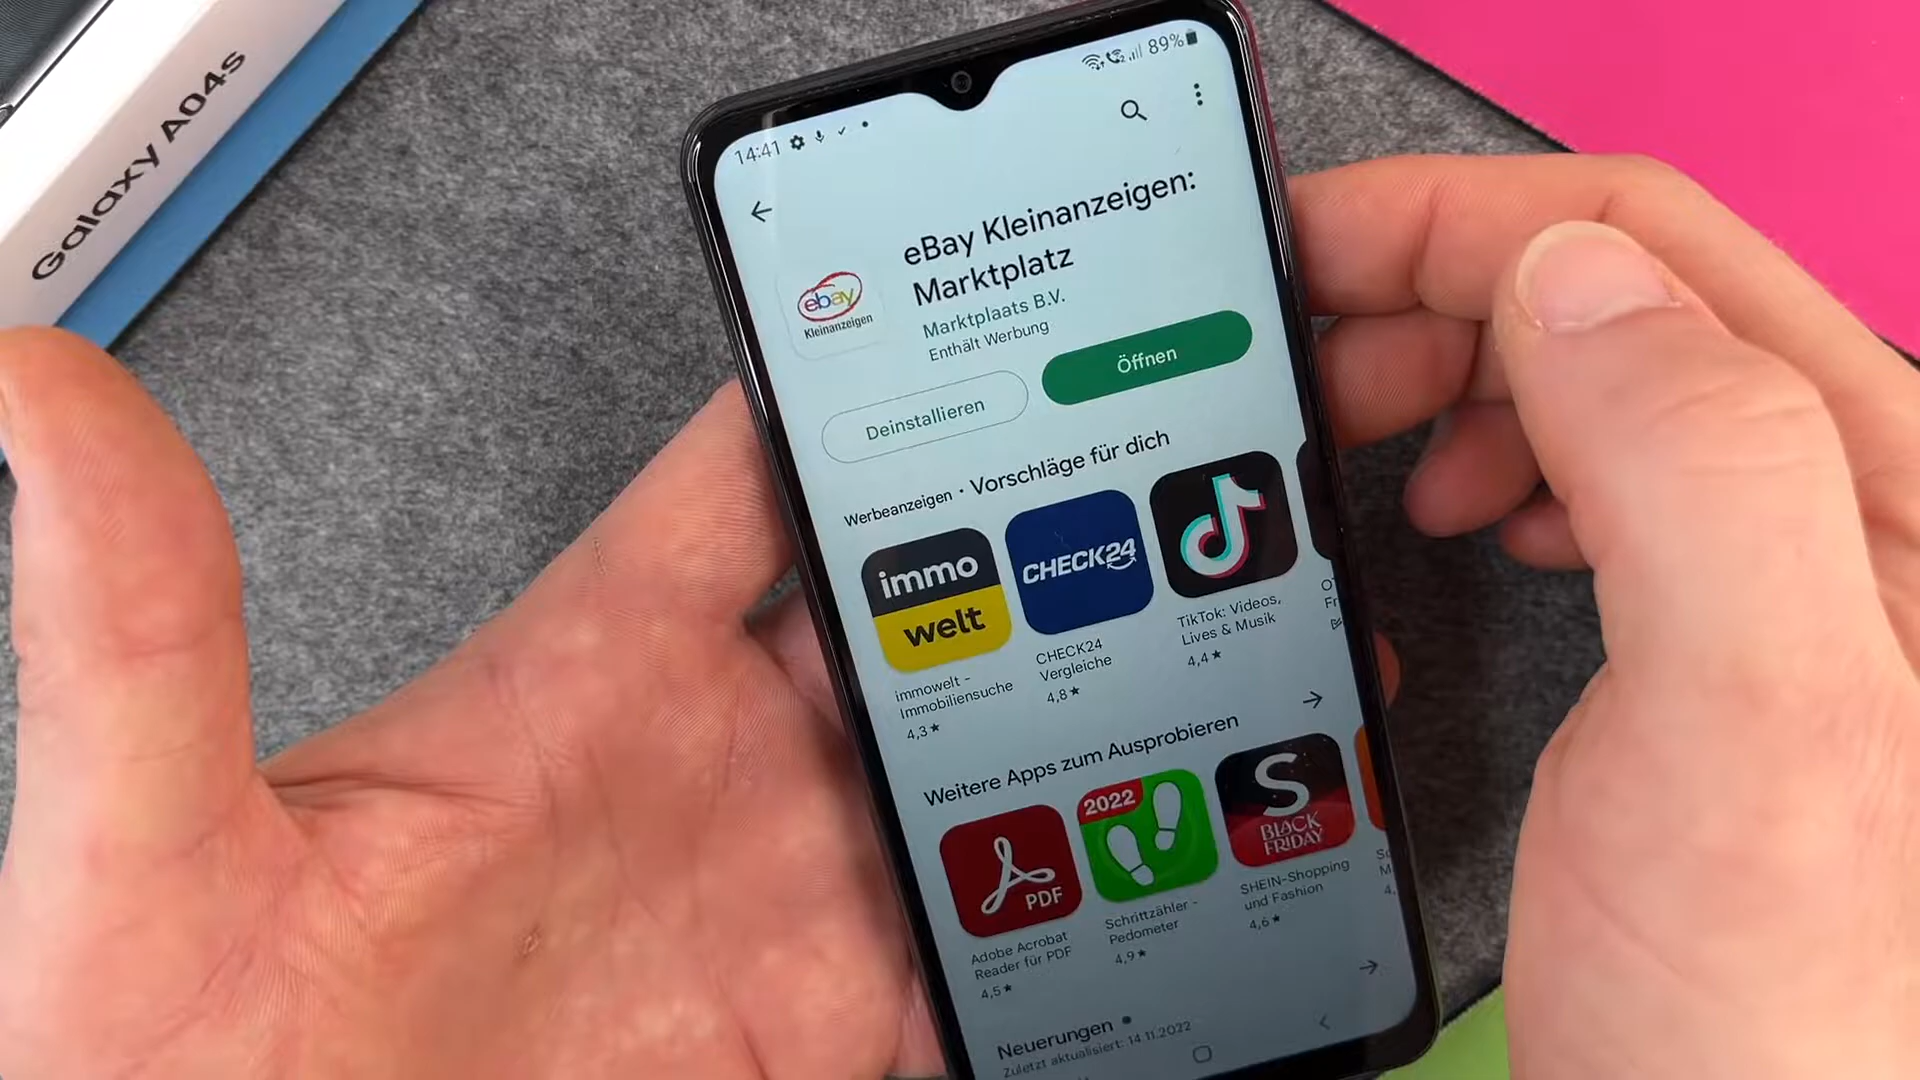 Galaxy A04s
14:41
89%
eBay Kleinanzeigen:
Marktplatz
Marktplaats B.V.
Enthält Werbung
ebay
Kleinanzeigen
Deinstallieren
Öffnen
Werbeanzeigen · Vorschläge für dich
immo
welt
CHECK24
immowelt -
Immobiliensuche
4,3★
CHECK24
Vergleiche
4,8★
TikTok: Videos,
Lives & Musik
4,4★
Weitere Apps zum Ausprobieren
PDF
2022
S
BLACK
FRIDAY
Adobe Acrobat
Reader für PDF
4,5★
Schrittzähler -
Pedometer
4,9★
SHEIN-Shopping
und Fashion
4,6★
Neuerungen
Zuletzt aktualisiert: 14.11.2022